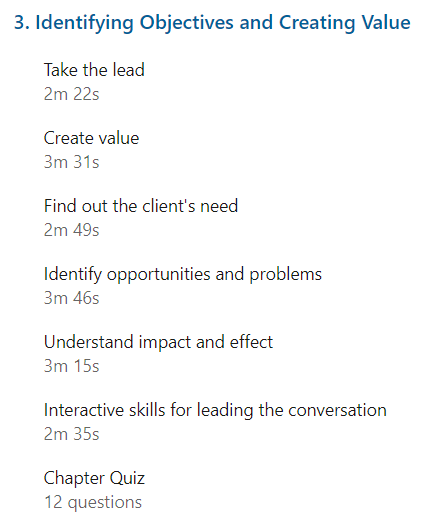 3. Identifying Objectives and Creating Value
Take the lead
2m 22s
Create value
3m 31s
Find out the client's need
2m 49s
Identify opportunities and problems
3m 46s
Understand impact and effect
3m 15s
Interactive skills for leading the conversation
2m 35s
Chapter Quiz
12 questions